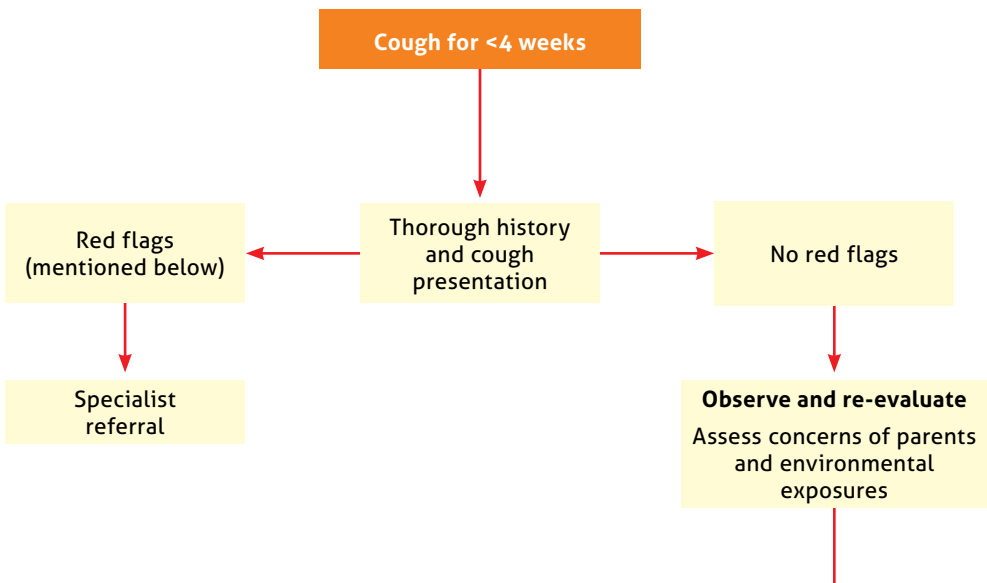 Cough for <4 weeks
Red flags
(mentioned below)
Thorough history
and cough
presentation
No red flags
Specialist
referral
Observe and re-evaluate
Assess concerns of parents
and environmental
exposures